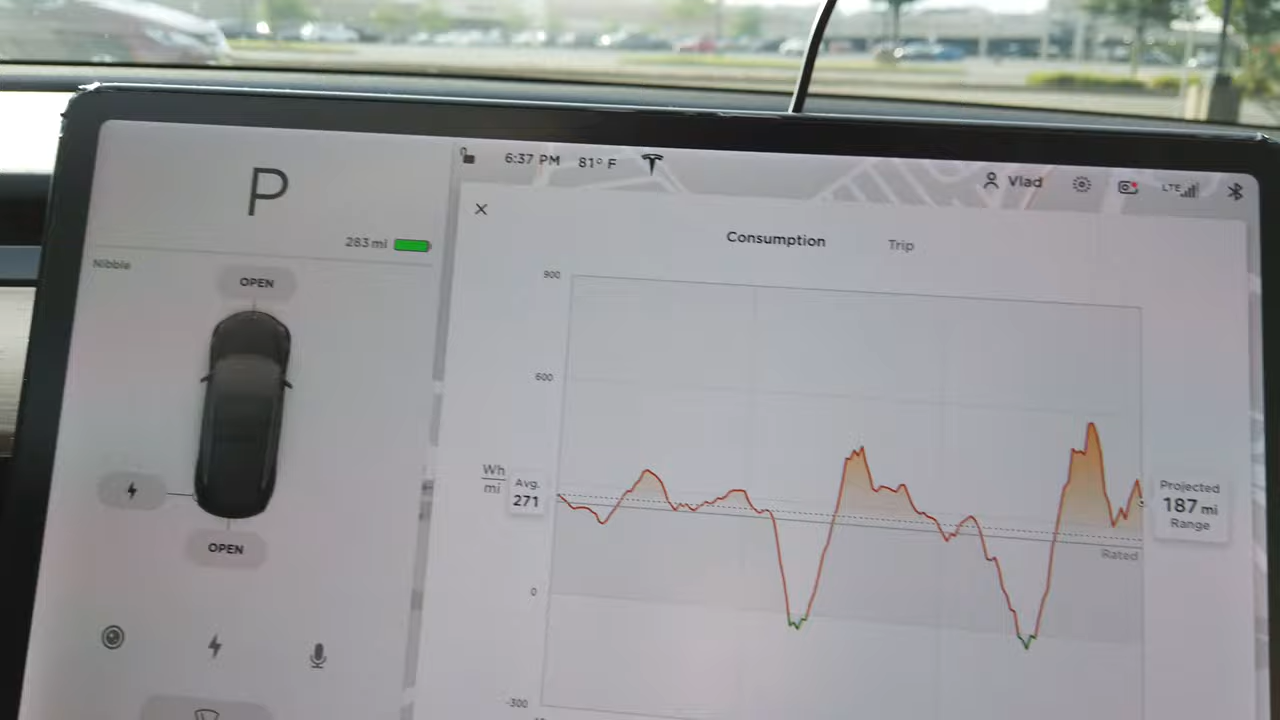 P
283 mi
Nibble
OPEN
OPEN
6:37 PM 81° F
Vlad
LTE
Consumption Trip
900
600
Wh
mi
Avg.
271
0
-300
Projected
187 mi
Range
Rated